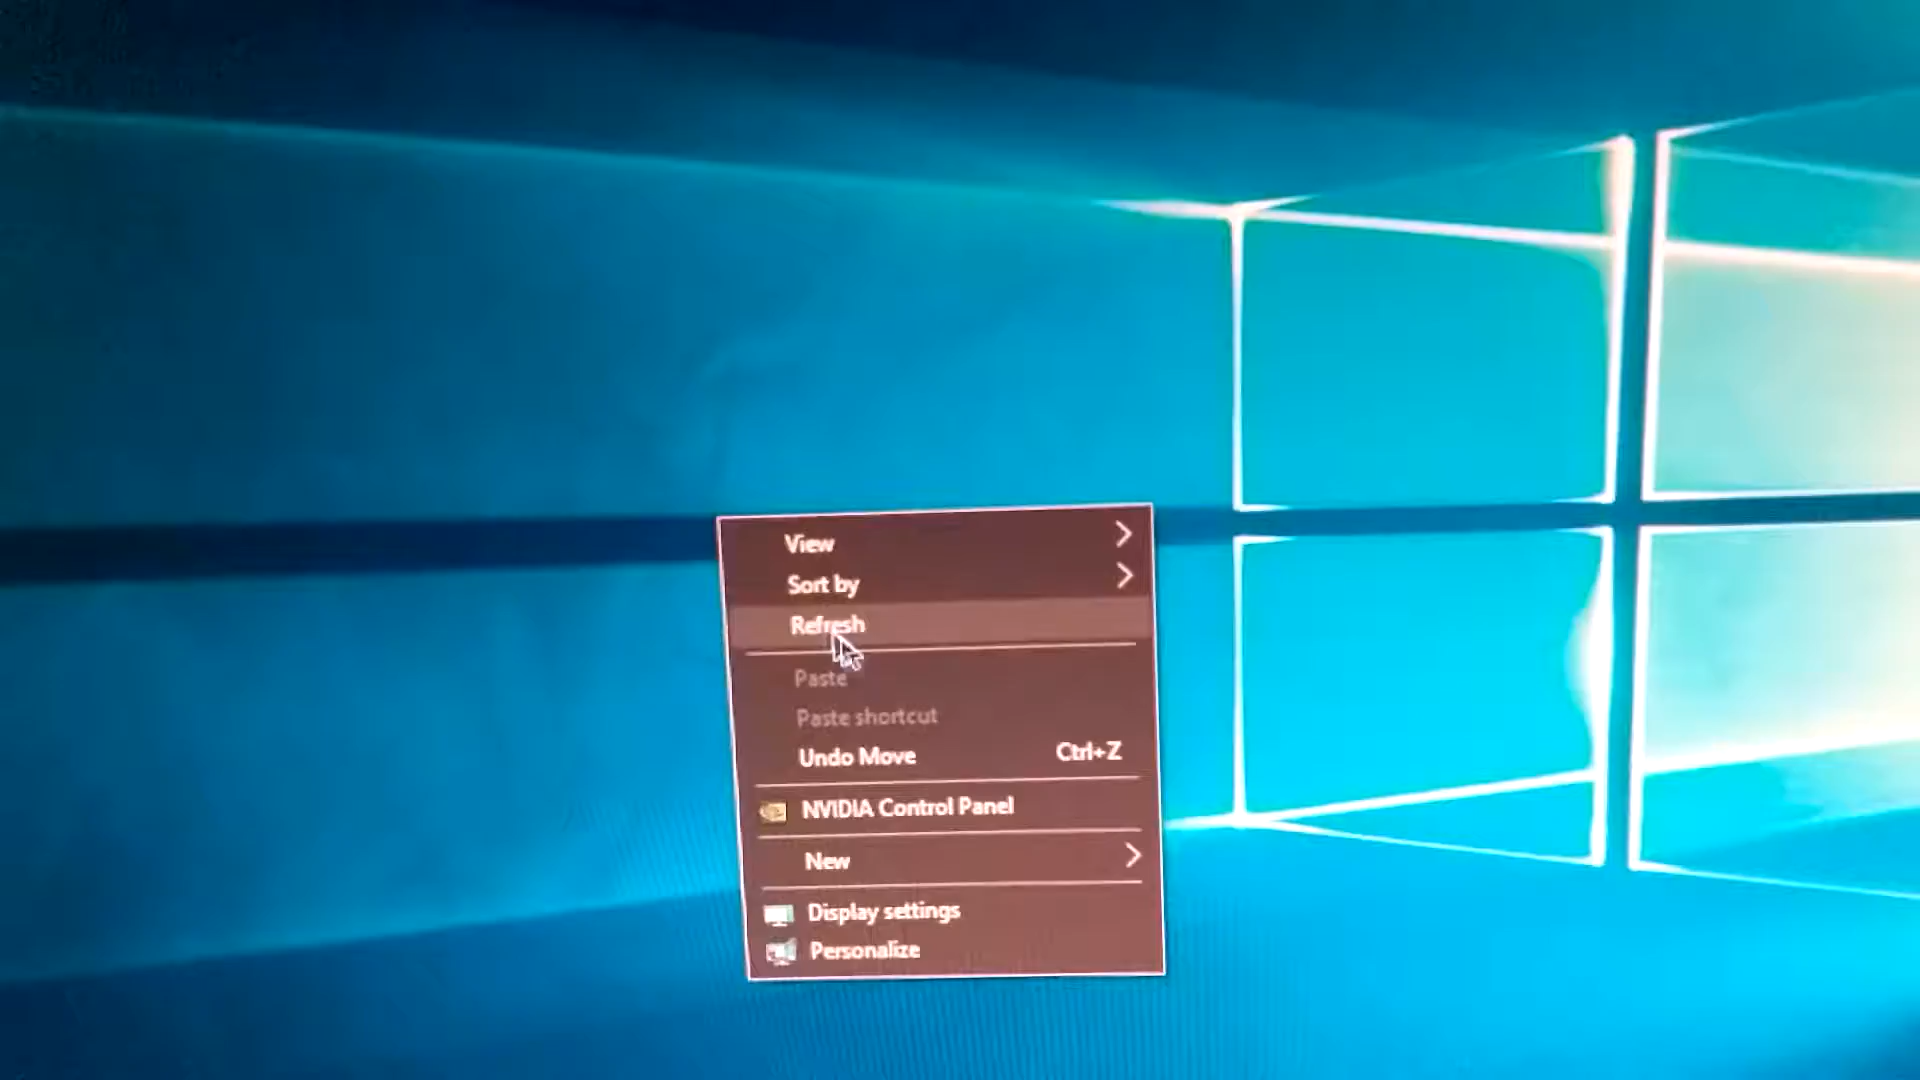 View
Sort by
Refresh
Paste
Paste shortcut
Undo Move Ctrl+Z
NVIDIA Control Panel
New
Display settings
Personalize